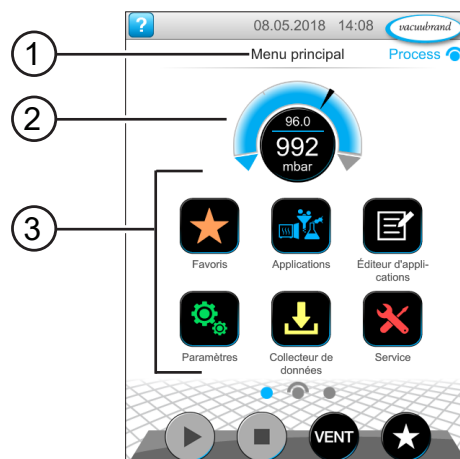 ?
08.05.2018 14:08 vacuubrand
1 Menu principal Process
2
96.0
992
mbar
3
Favoris Applications Éditeur d'appli-
cations
Paramètres Collecteur de
données Service
VENT